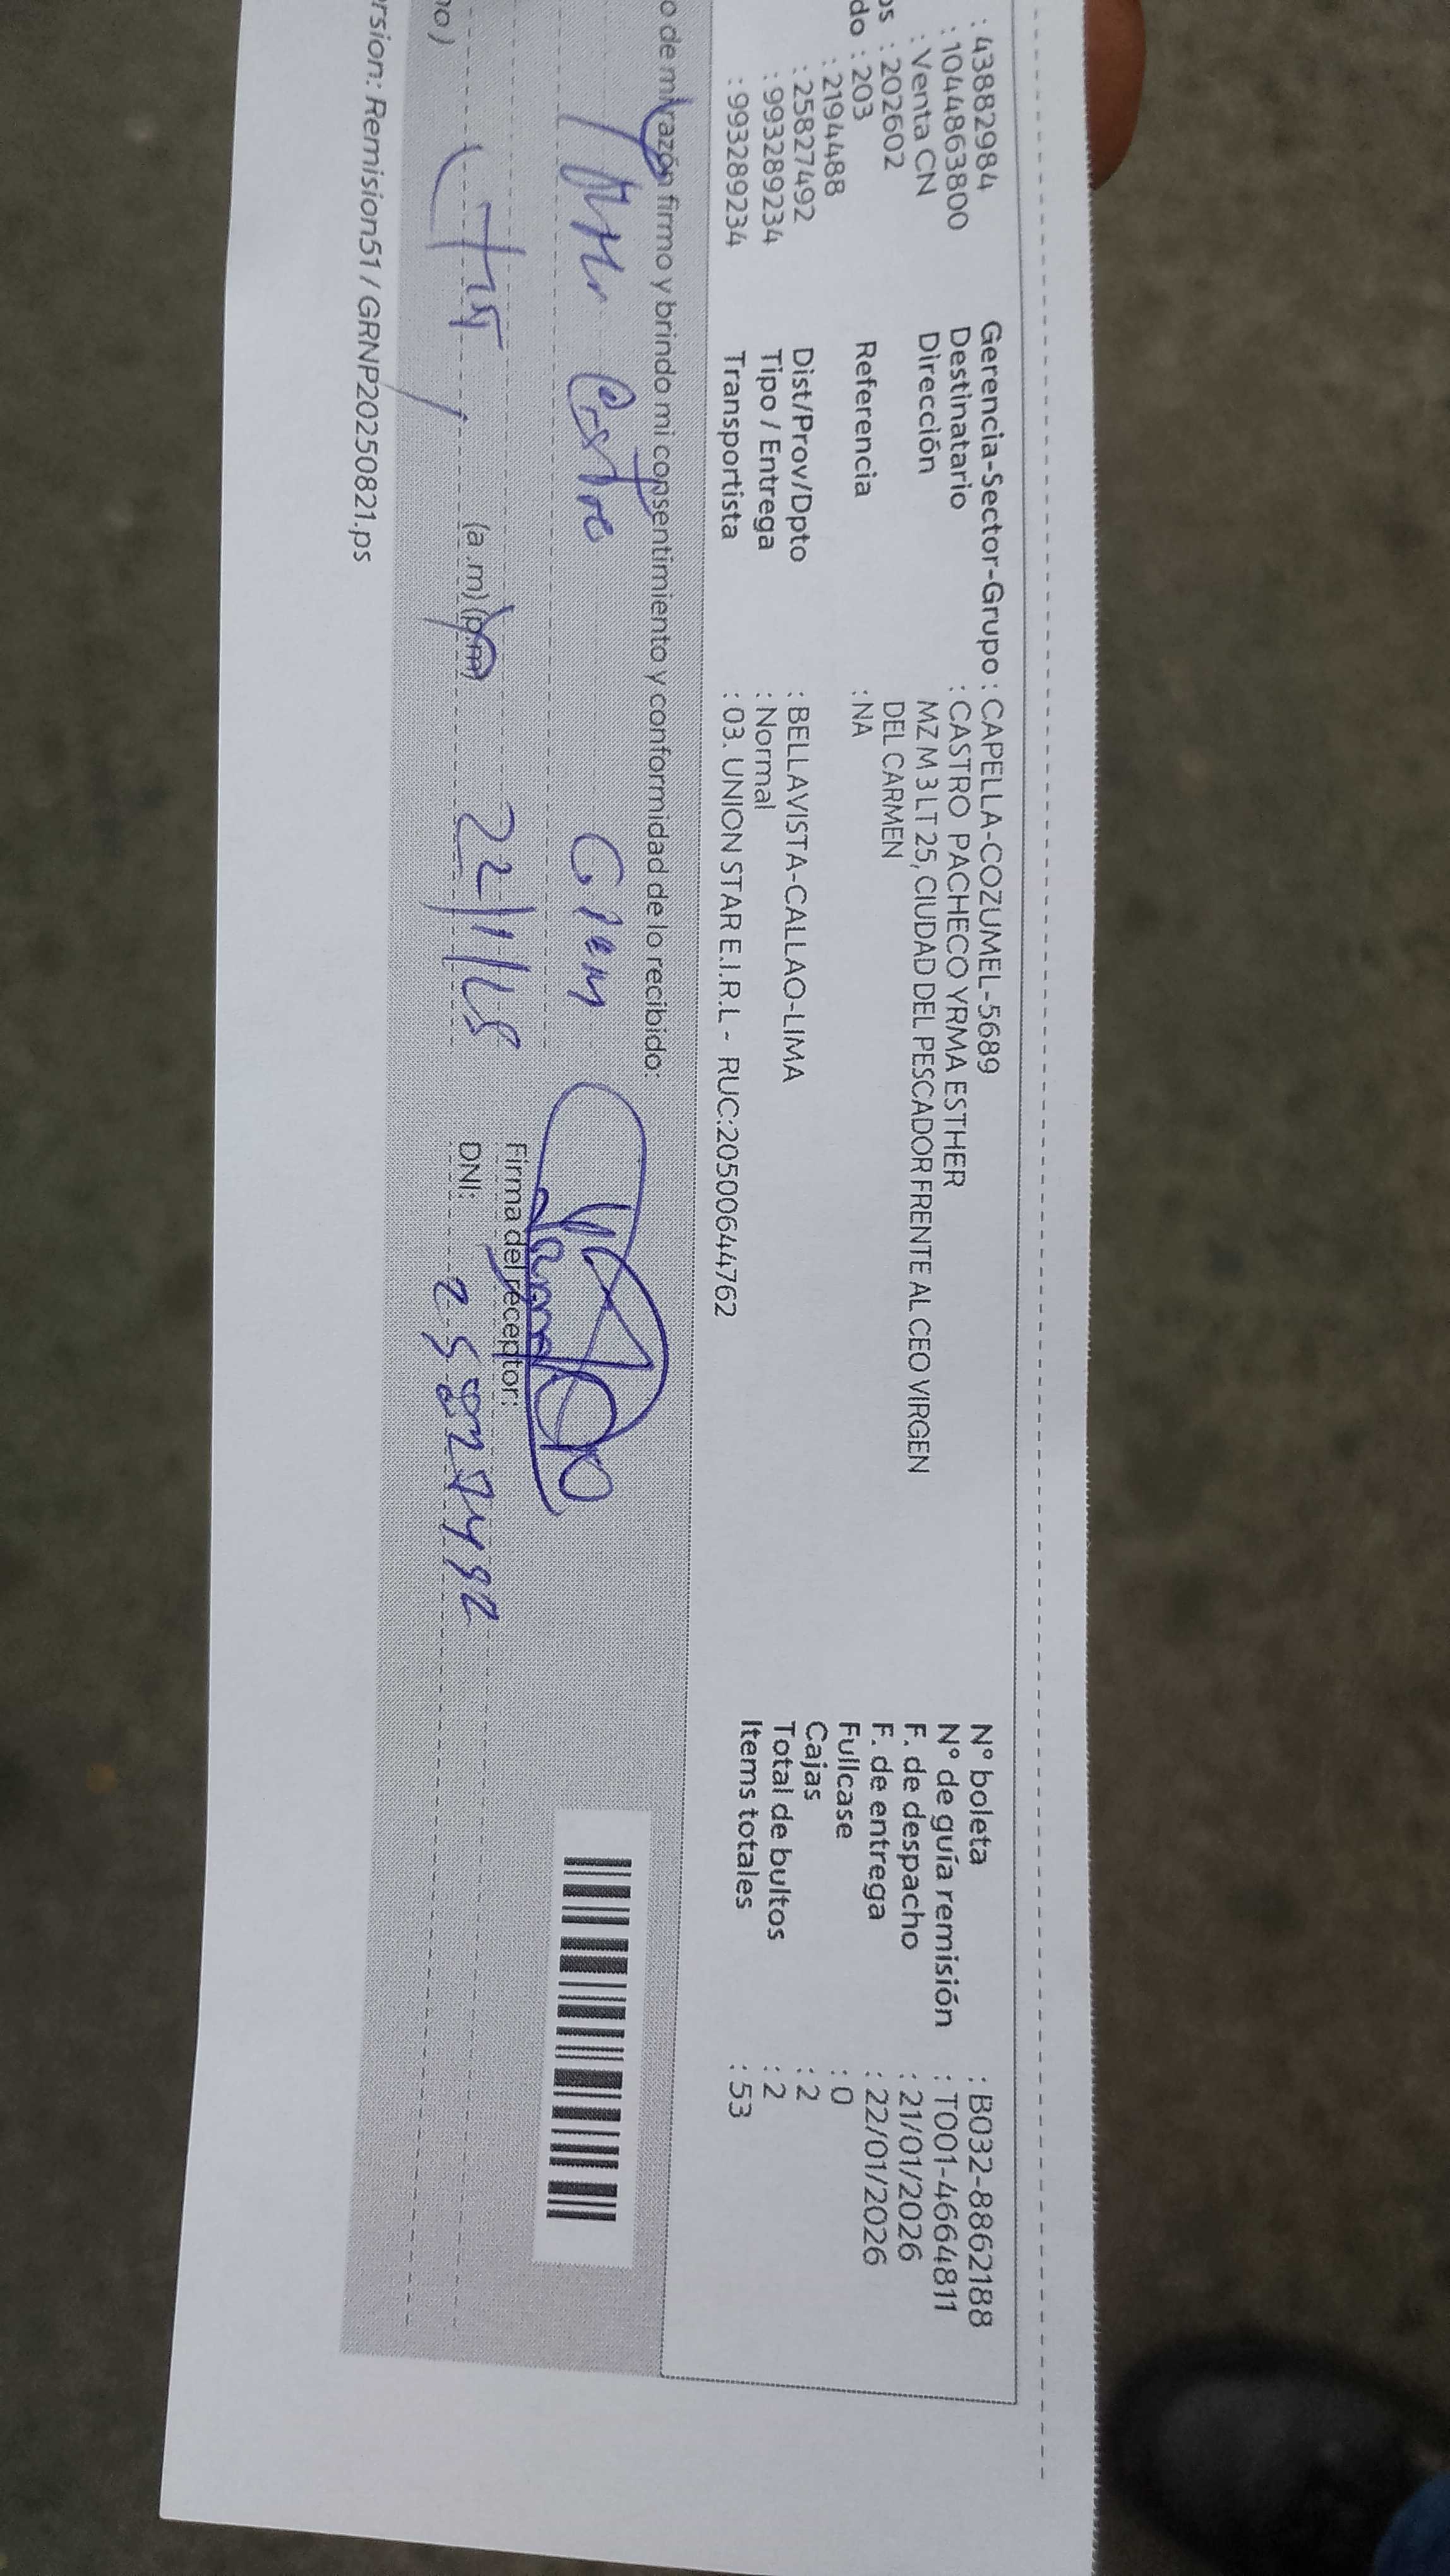 : 43882984
: 1044863800
: Venta CN
os : 202602
do : 203
: 2194488
: 25827492
: 993289234
: 993289234
Gerencia-Sector-Grupo : CAPELLA-COZUMEL-5689
Destinatario : CASTRO PACHECO YRMA ESTHER
Dirección MZ M 3 LT 25, CIUDAD DEL PESCADOR FRENTE AL CEO VIRGEN
DEL CARMEN
Referencia : NA
Dist/Prov/Dpto : BELLAVISTA-CALLAO-LIMA
Tipo / Entrega : Normal
Transportista : 03. UNION STAR E.I.R.L - RUC:20500644762
N° boleta : B032-8862188
N° de guía remisión : T001-4664811
F. de despacho : 21/01/2026
F. de entrega : 22/01/2026
Fullcase : 0
Cajas : 2
Total de bultos : 2
Items totales : 53
o de mi razón firmo y brindo mi consentimiento y conformidad de lo recibido:
Castro
Firma del receptor:
(a.m) (p.m) 22/1/ DNI: 25827492
no )
rsion: Remision51 / GRNP20250821.ps